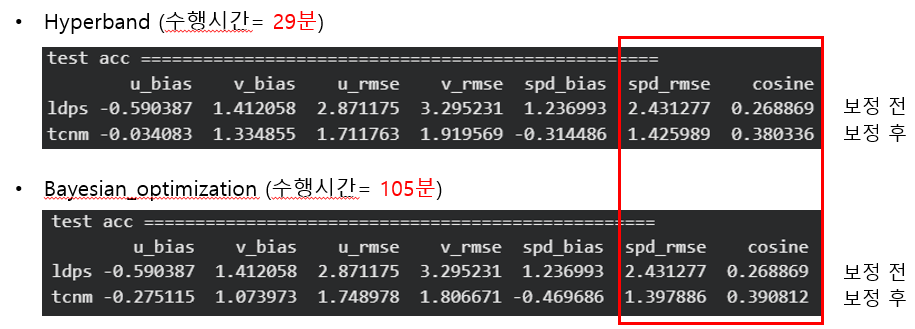 • Hyperband (수행시간= 29분)
test acc ===================================================
u_bias v_bias u_rmse v_rmse spd_bias spd_rmse cosine
ldps -0.590387 1.412058 2.871175 3.295231 1.236993 2.431277 0.268869 보정 전
tcnm -0.034083 1.334855 1.711763 1.919569 -0.314486 1.425989 0.380336 보정 후
• Bayesian_optimization (수행시간= 105분)
test acc ===================================================
u_bias v_bias u_rmse v_rmse spd_bias spd_rmse cosine
ldps -0.590387 1.412058 2.871175 3.295231 1.236993 2.431277 0.268869 보정 전
tcnm -0.275115 1.073973 1.748978 1.806671 -0.469686 1.397886 0.390812 보정 후